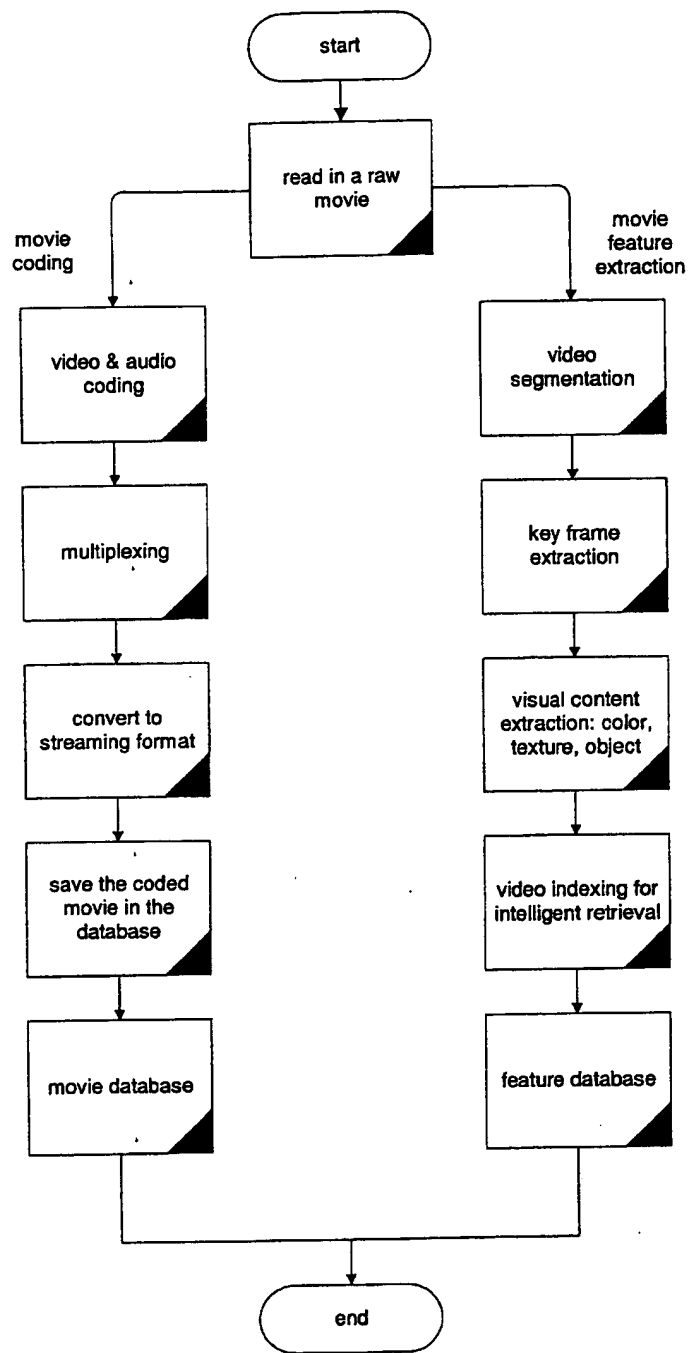 start
read in a raw
movie
movie
coding
movie
feature
extraction
video & audio
coding
multiplexing
convert to
streaming format
save the coded
movie in the
database
movie database
video
segmentation
key frame
extraction
visual content
extraction: color,
texture, object
video indexing for
intelligent retrieval
feature database
end